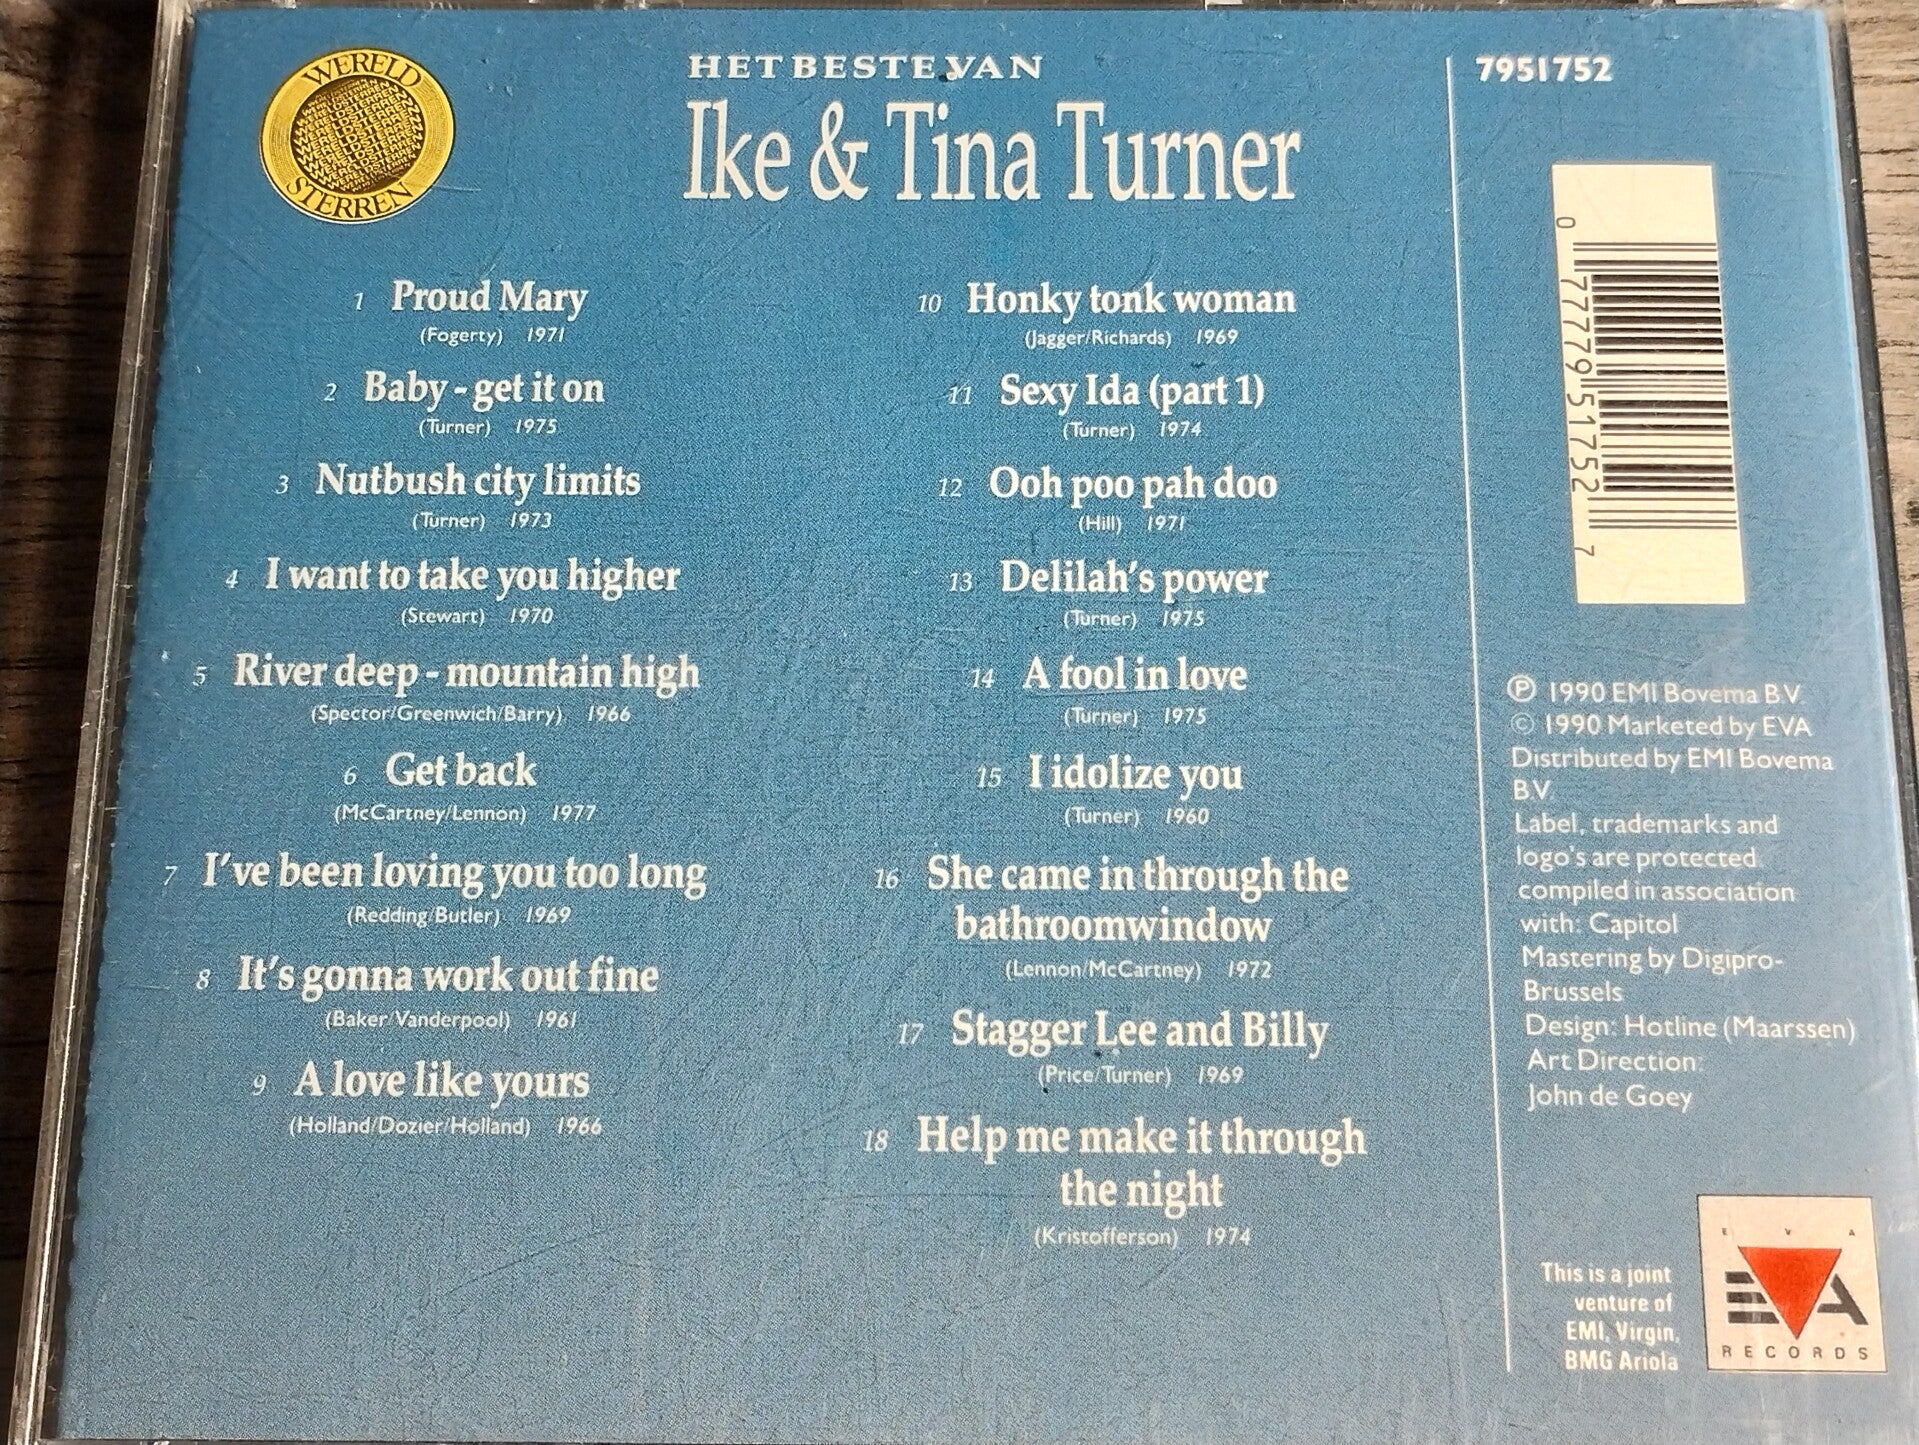 WERELD
STERREN
HET BESTE VAN
Ike & Tina Turner
1 Proud Mary
(Fogerty) 1971
2 Baby - get it on
(Turner) 1975
3 Nutbush city limits
(Turner) 1973
4 I want to take you higher
(Stewart) 1970
5 River deep - mountain high
(Spector/Greenwich/Barry) 1966
6 Get back
(McCartney/Lennon) 1977
7 I've been loving you too long
(Redding/Butler) 1969
8 It's gonna work out fine
(Baker/Vanderpool) 1961
9 A love like yours
(Holland/Dozier/Holland) 1966
10 Honky tonk woman
(Jagger/Richards) 1969
11 Sexy Ida (part 1)
(Turner) 1974
12 Ooh poo pah doo
(Hill) 1971
13 Delilah's power
(Turner) 1975
14 A fool in love
(Turner) 1975
15 I idolize you
(Turner) 1960
16 She came in through the
bathroomwindow
(Lennon/McCartney) 1972
17 Stagger Lee and Billy
(Price/Turner) 1969
18 Help me make it through
the night
(Kristofferson) 1974
7951752
0 77779 51752 7
℗ 1990 EMI Bovema B.V.
© 1990 Marketed by EVA
Distributed by EMI Bovema
B.V.
Label, trademarks and
logo's are protected.
compiled in association
with: Capitol
Mastering by Digipro-
Brussels
Design: Hotline (Maarssen)
Art Direction:
John de Goey
This is a joint
venture of
EMI, Virgin,
BMG Ariola
E V A
EVA
RECORDS